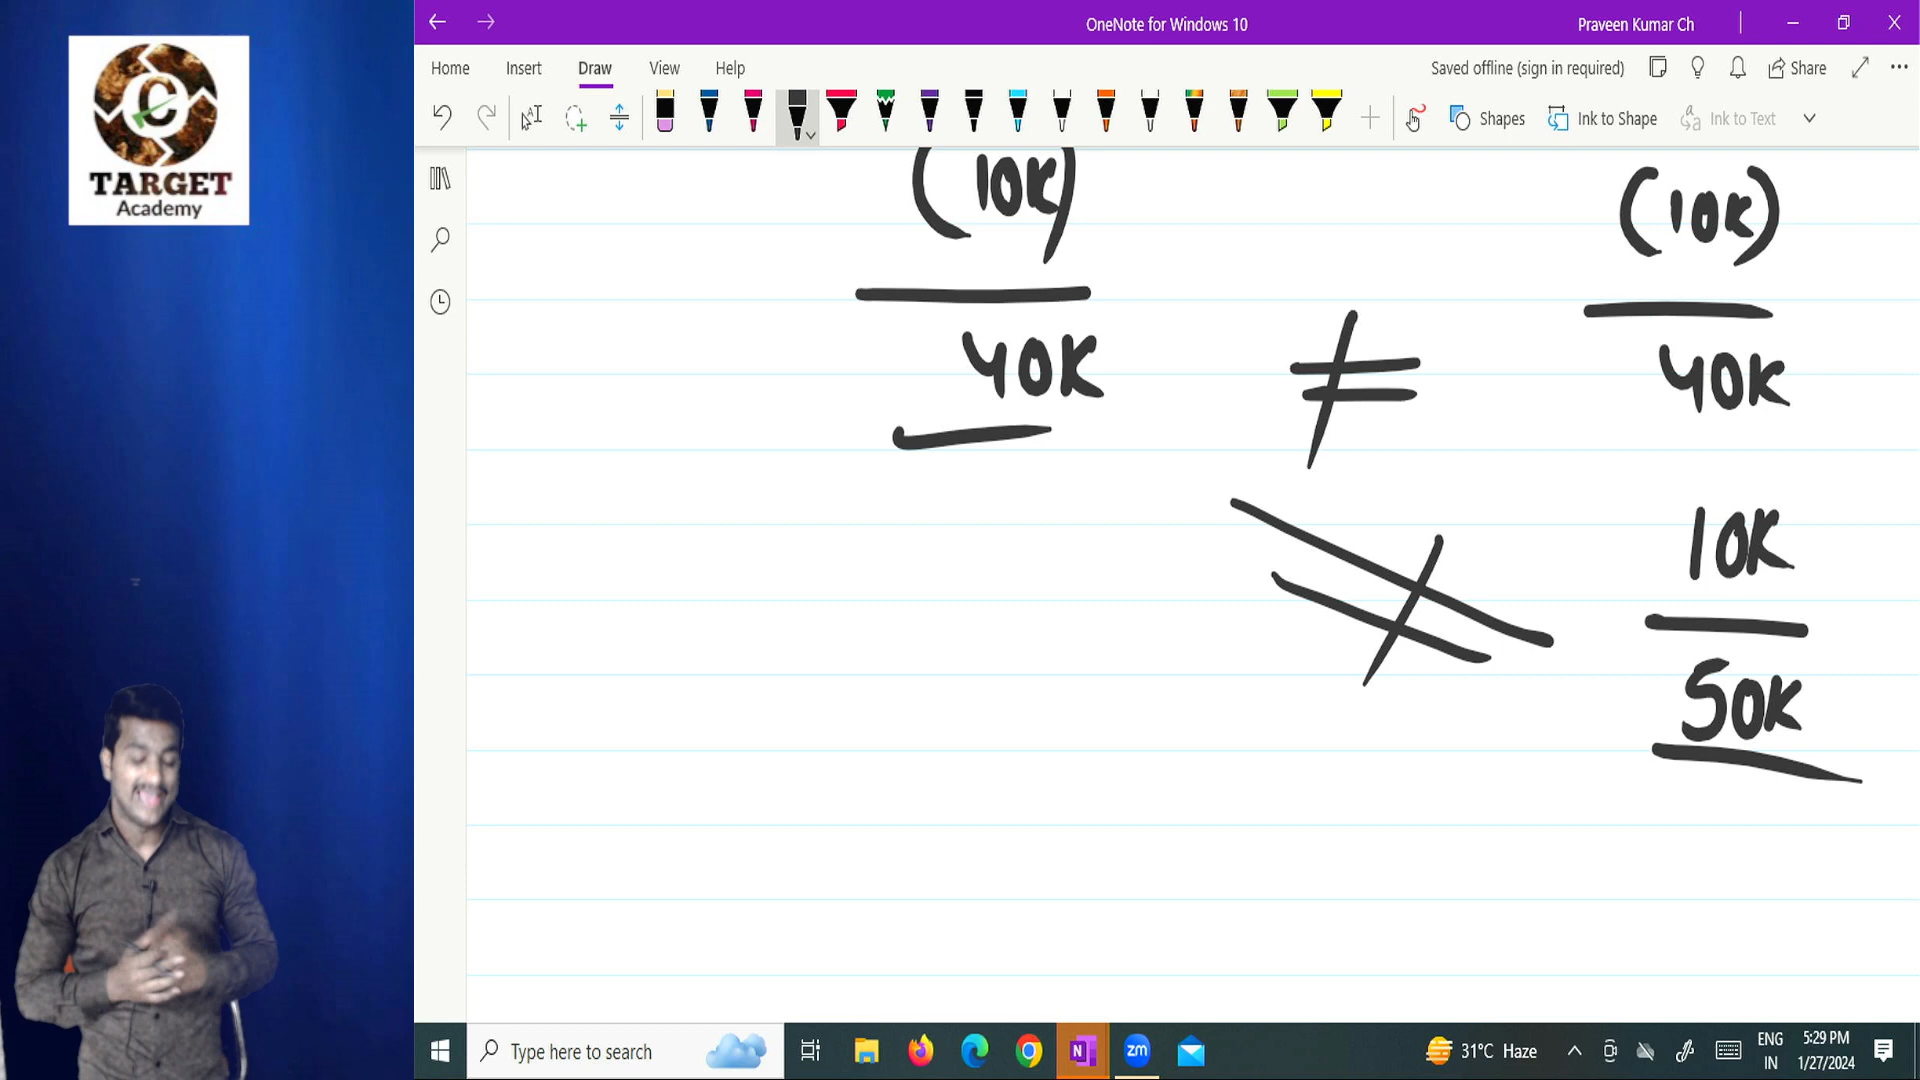 TARGET
Academy
OneNote for Windows 10
Praveen Kumar Ch
Home Insert Draw View Help
Saved offline (sign in required)
Share
Shapes
Ink to Shape
Ink to Text
(10K)
40K
≠
(10K)
40K
≠
10K
50K
Type here to search
N
zm
31°C Haze
ENG
IN
5:29 PM
1/27/2024